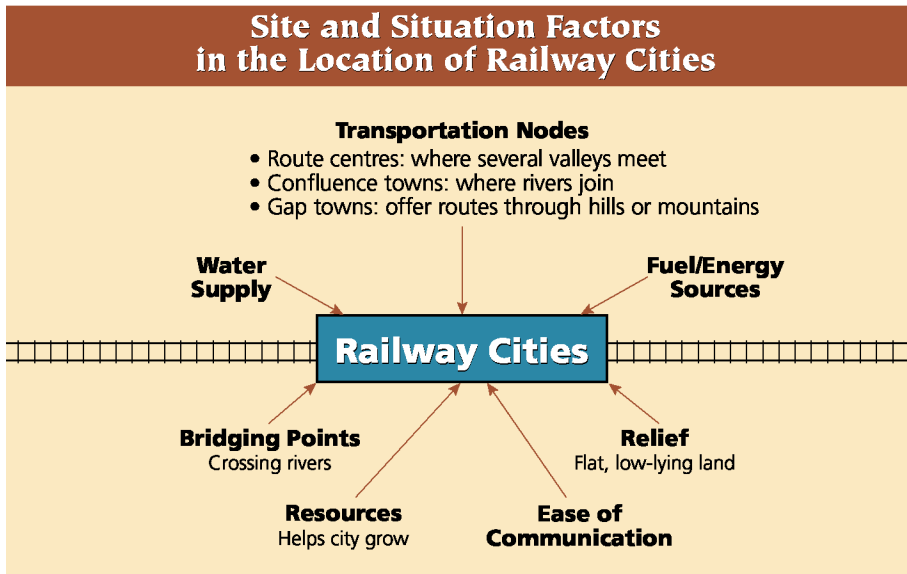 Site and Situation Factors
in the Location of Railway Cities
Transportation Nodes
• Route centres: where several valleys meet
• Confluence towns: where rivers join
• Gap towns: offer routes through hills or mountains
Water
Supply
Fuel/Energy
Sources
Railway Cities
Bridging Points
Crossing rivers
Relief
Flat, low-lying land
Resources
Helps city grow
Ease of
Communication